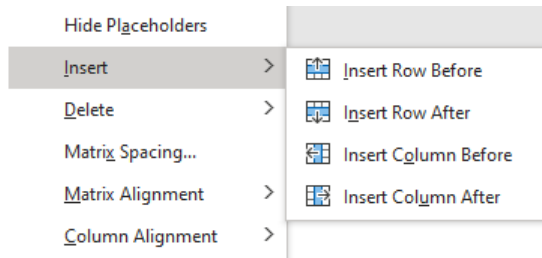 Hide Placeholders
Insert
Delete
Matrix Spacing...
Matrix Alignment
Column Alignment
Insert Row Before
Insert Row After
Insert Column Before
Insert Column After